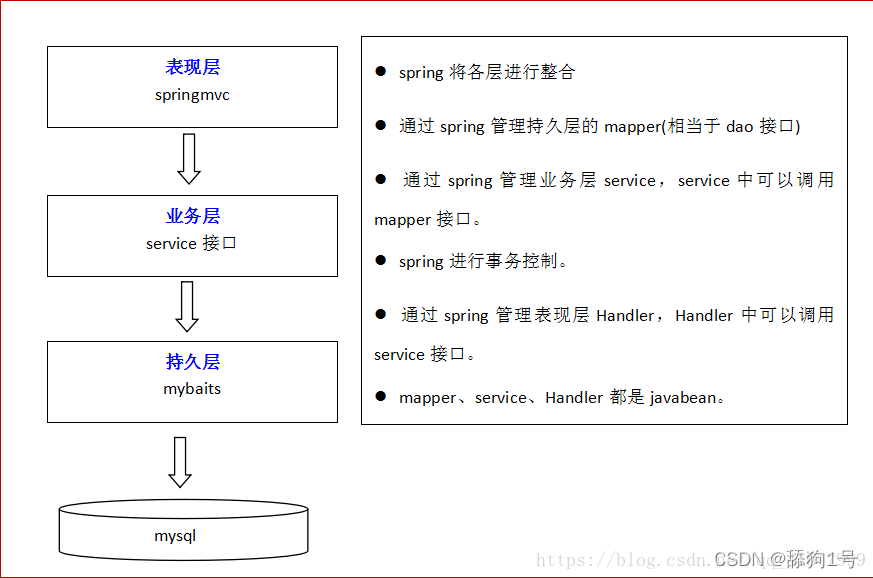 表现层
springmvc
业务层
service 接口
持久层
mybaits
mysql
● spring 将各层进行整合
● 通过 spring 管理持久层的 mapper(相当于 dao 接口)
● 通过 spring 管理业务层 service，service 中可以调用
mapper 接口。
● spring 进行事务控制。
● 通过 spring 管理表现层 Handler，Handler 中可以调用
service 接口。
● mapper、service、Handler 都是 javabean。
https://blog.csdn.
CSDN @舔狗1号